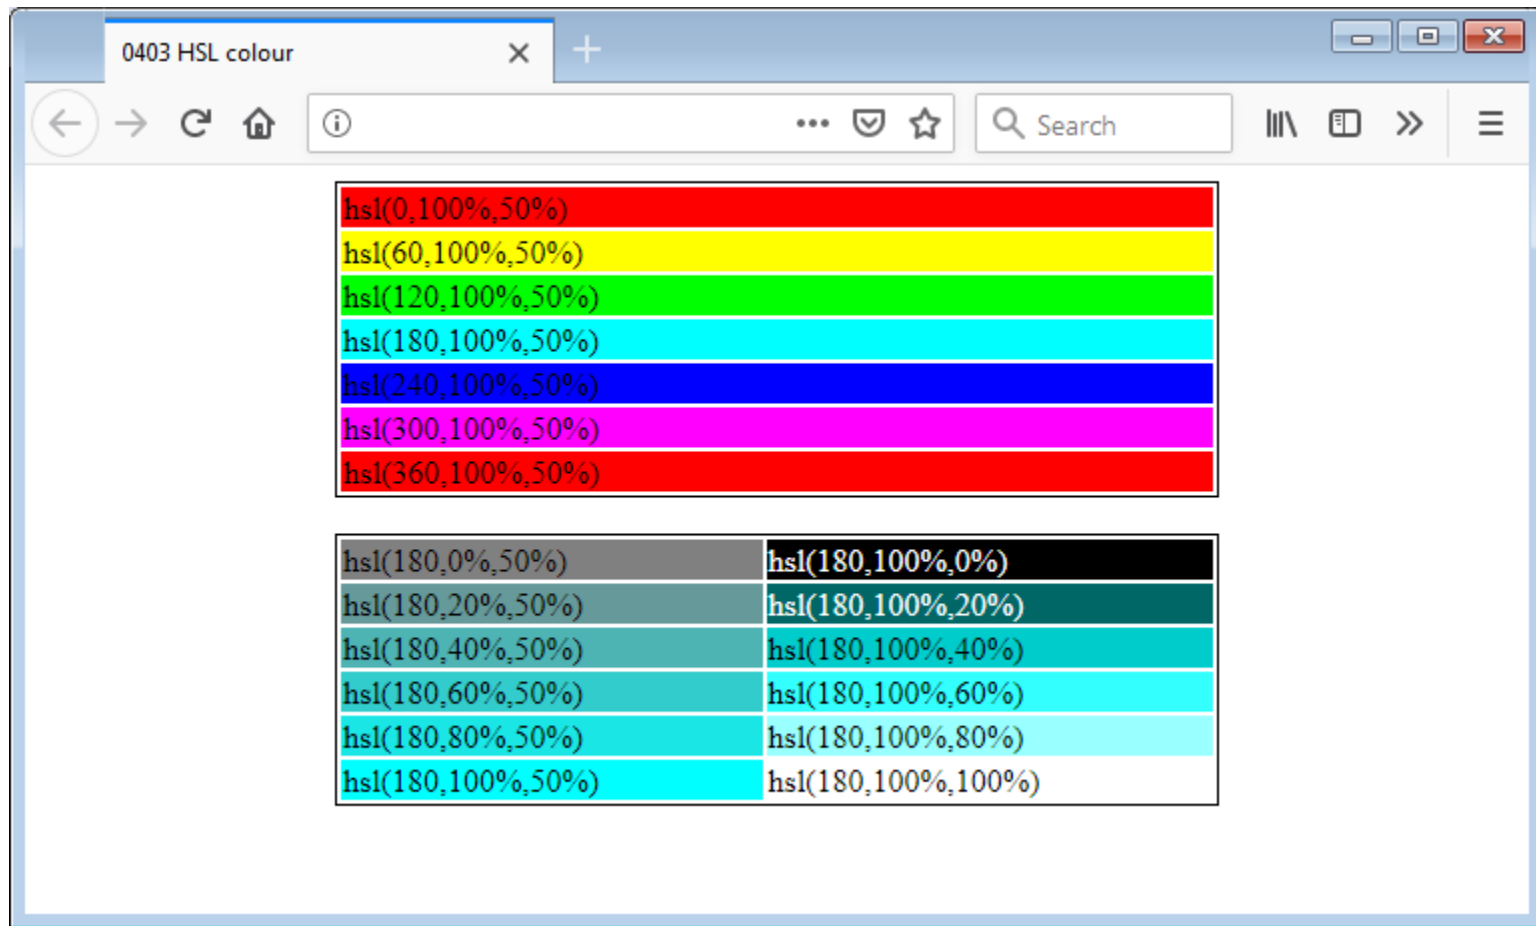 0403 HSL colour
Search
hsl(0,100%,50%)
hsl(60,100%,50%)
hsl(120,100%,50%)
hsl(180,100%,50%)
hsl(240,100%,50%)
hsl(300,100%,50%)
hsl(360,100%,50%)
hsl(180,0%,50%) hsl(180,100%,0%)
hsl(180,20%,50%) hsl(180,100%,20%)
hsl(180,40%,50%) hsl(180,100%,40%)
hsl(180,60%,50%) hsl(180,100%,60%)
hsl(180,80%,50%) hsl(180,100%,80%)
hsl(180,100%,50%) hsl(180,100%,100%)